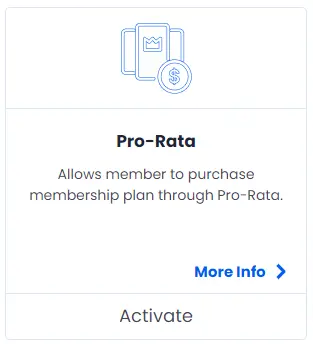 Pro-Rata
Allows member to purchase
membership plan through Pro-Rata.
More Info
Activate